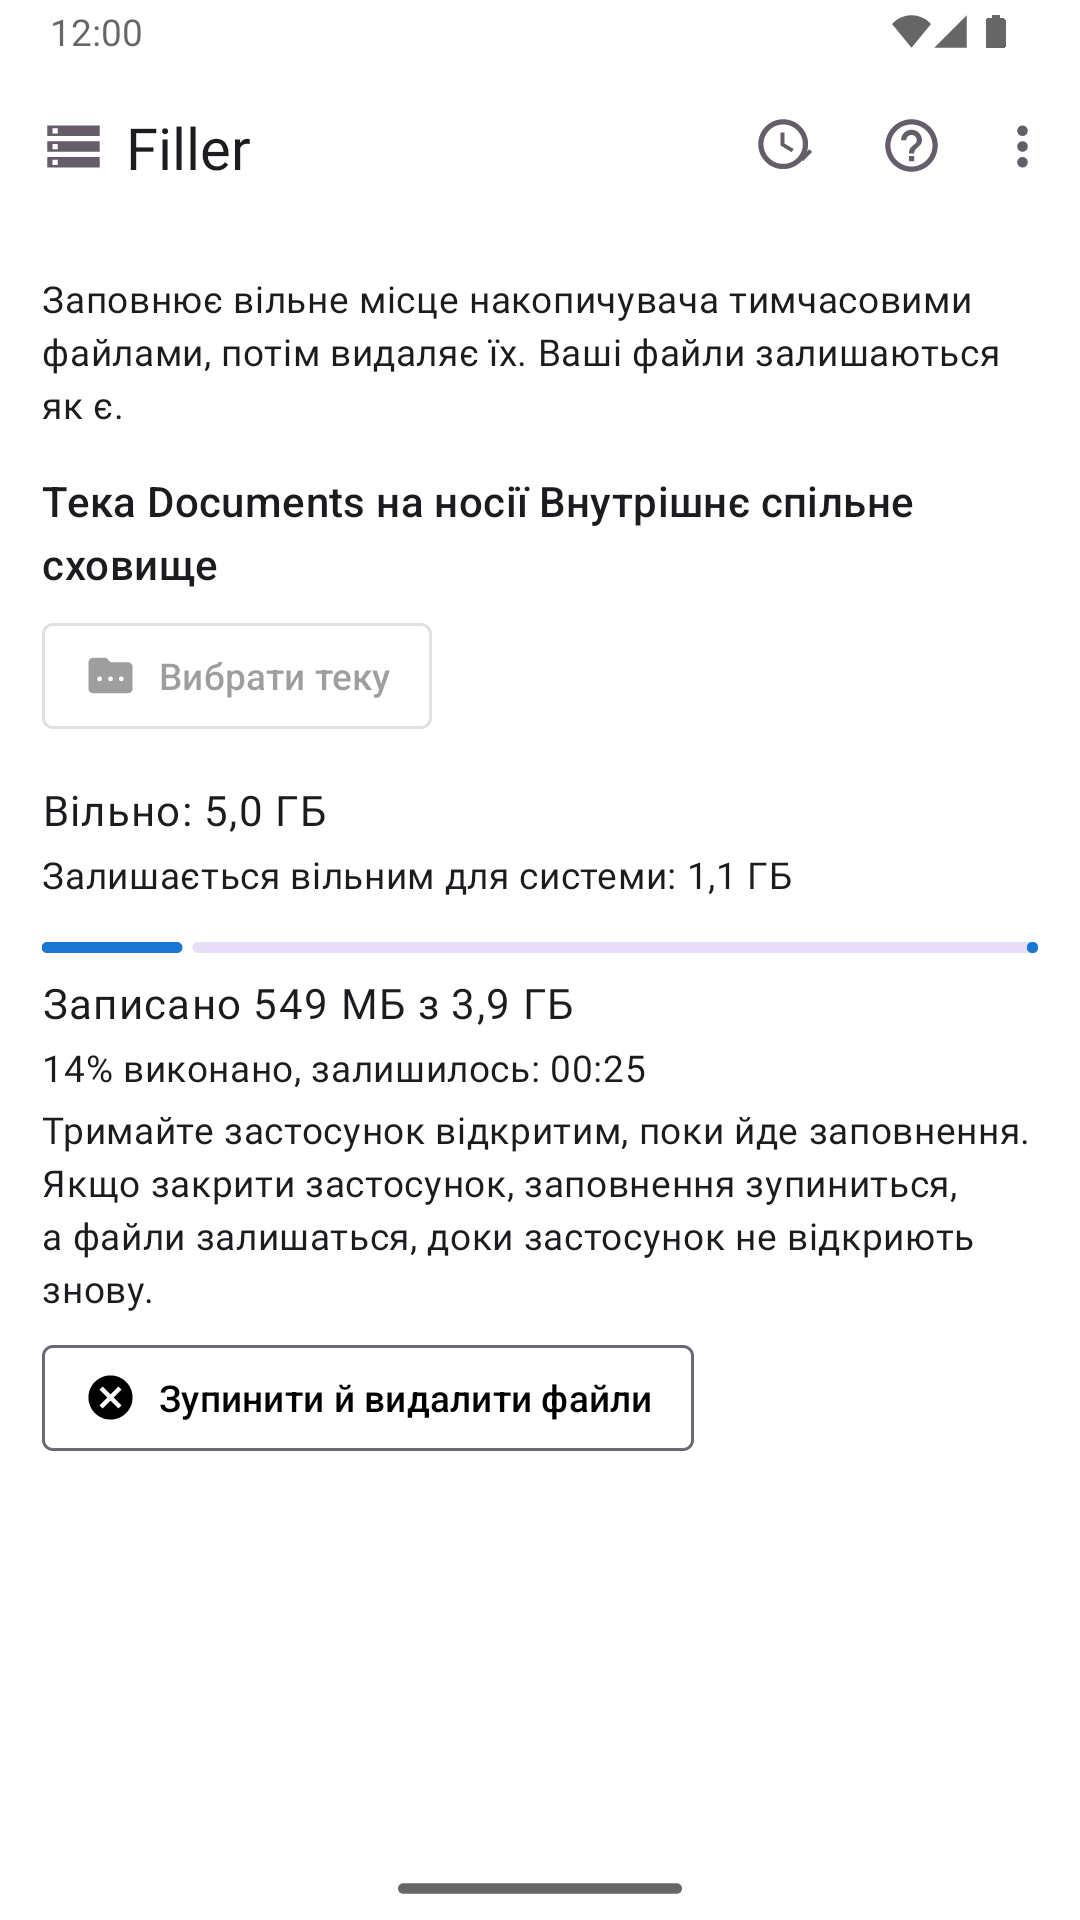 12:00
Filler
Заповнює вільне місце накопичувача тимчасовими
файлами, потім видаляє їх. Ваші файли залишаються
як є.
Тека Documents на носії Внутрішнє спільне
сховище
Вибрати теку
Вільно: 5,0 ГБ
Залишається вільним для системи: 1,1 ГБ
Записано 549 МБ з 3,9 ГБ
14% виконано, залишилось: 00:25
Тримайте застосунок відкритим, поки йде заповнення.
Якщо закрити застосунок, заповнення зупиниться,
а файли залишаться, доки застосунок не відкриють
знову.
Зупинити й видалити файли